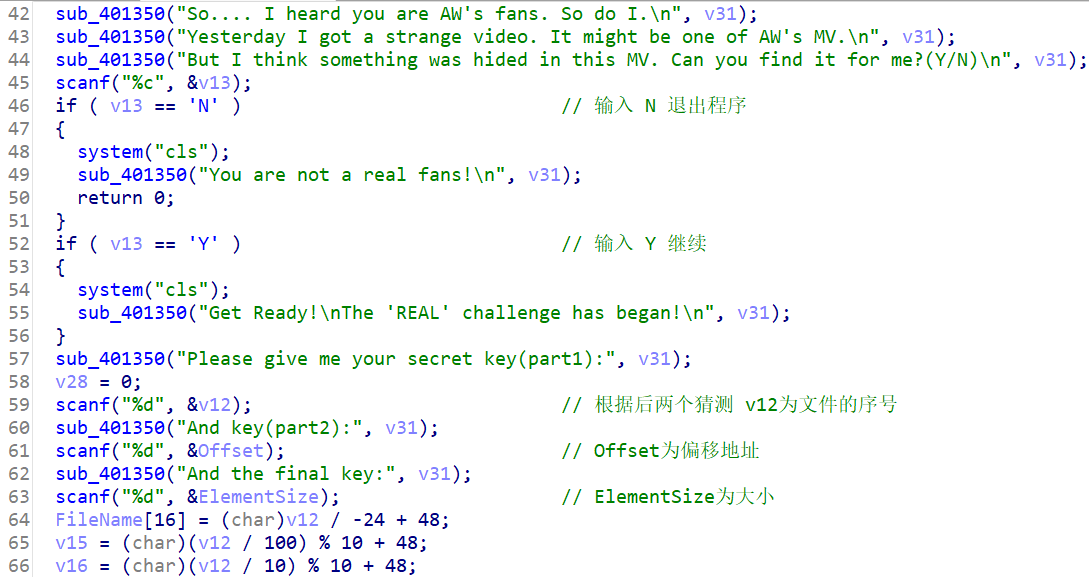 42 sub_401350("So.... I heard you are AW's fans. So do I.\n", v31);
43 sub_401350("Yesterday I got a strange video. It might be one of AW's MV.\n", v31);
44 sub_401350("But I think something was hided in this MV. Can you find it for me?(Y/N)\n", v31);
45 scanf("%c", &v13);
46 if ( v13 == 'N' ) // 输入 N 退出程序
47 {
48 system("cls");
49 sub_401350("You are not a real fans!\n", v31);
50 return 0;
51 }
52 if ( v13 == 'Y' ) // 输入 Y 继续
53 {
54 system("cls");
55 sub_401350("Get Ready!\nThe 'REAL' challenge has began!\n", v31);
56 }
57 sub_401350("Please give me your secret key(part1):", v31);
58 v28 = 0;
59 scanf("%d", &v12); // 根据后两个猜测 v12为文件的序号
60 sub_401350("And key(part2):", v31);
61 scanf("%d", &Offset); // Offset为偏移地址
62 sub_401350("And the final key:", v31);
63 scanf("%d", &ElementSize); // ElementSize为大小
64 FileName[16] = (char)v12 / -24 + 48;
65 v15 = (char)(v12 / 100) % 10 + 48;
66 v16 = (char)(v12 / 10) % 10 + 48;